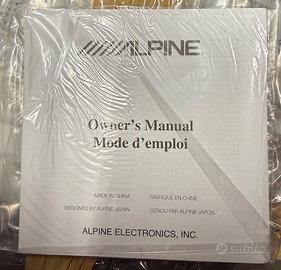 ALPINE
Owner's Manual
Mode d'emploi
MADE IN CHINA FABRIQUE EN CHINE
DESIGNED BY ALPINE JAPAN CONCU PAR ALPINE JAPON
ALPINE ELECTRONICS, INC.
subito